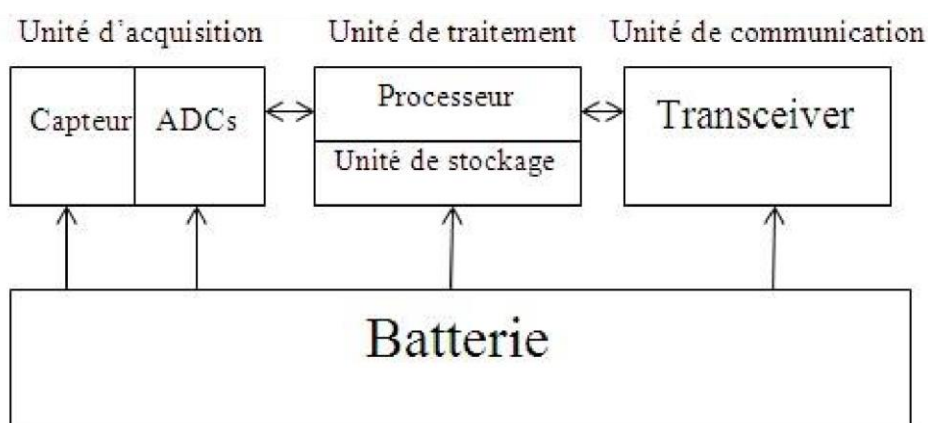 Unité d'acquisition
Unité de traitement
Unité de communication
Capteur
ADCs
Processeur
Unité de stockage
Transceiver
Batterie